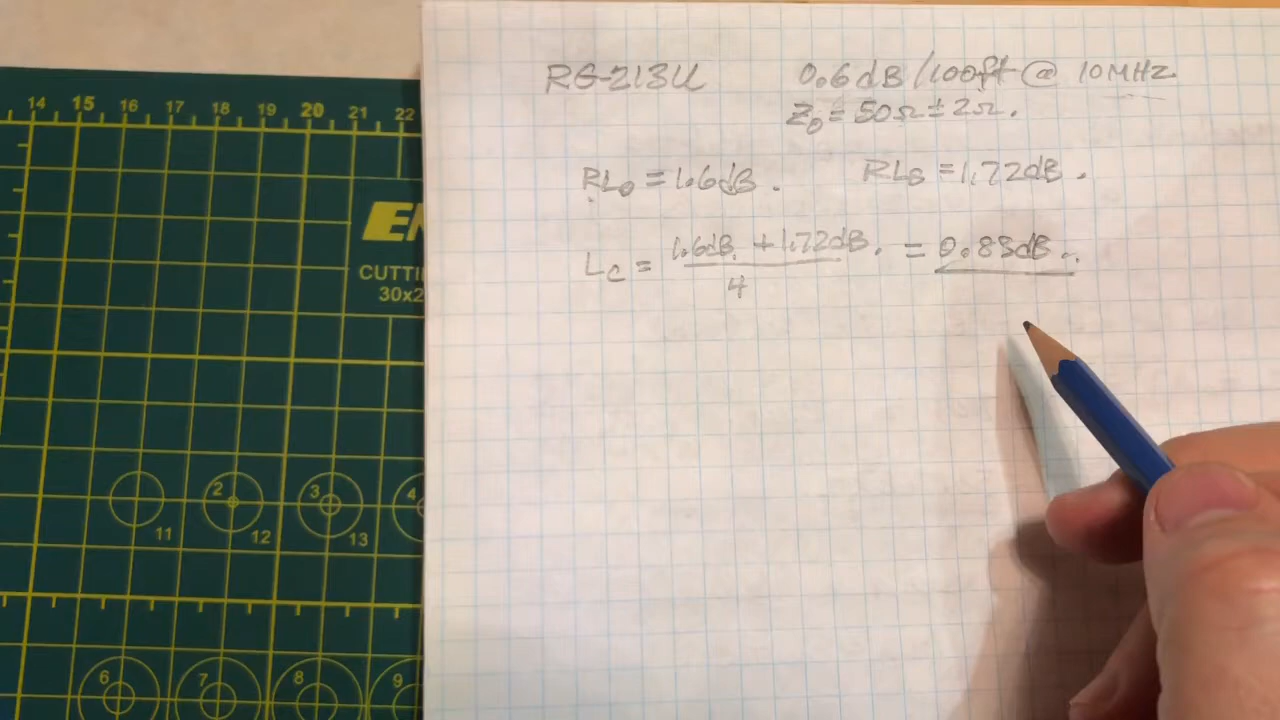 14 15 16 17 18 19 20 21 22
RG-213U 0.6dB/100ft @ 10MHz
Z0 = 50Ω ± 2Ω.
RLO = 1.6dB. RLS = 1.72dB.
LC = 1.6dB. + 1.72dB. / 4 = 0.83dB.
CUTTI
30x2
2 3 4
11 12 13
6 7 8 9